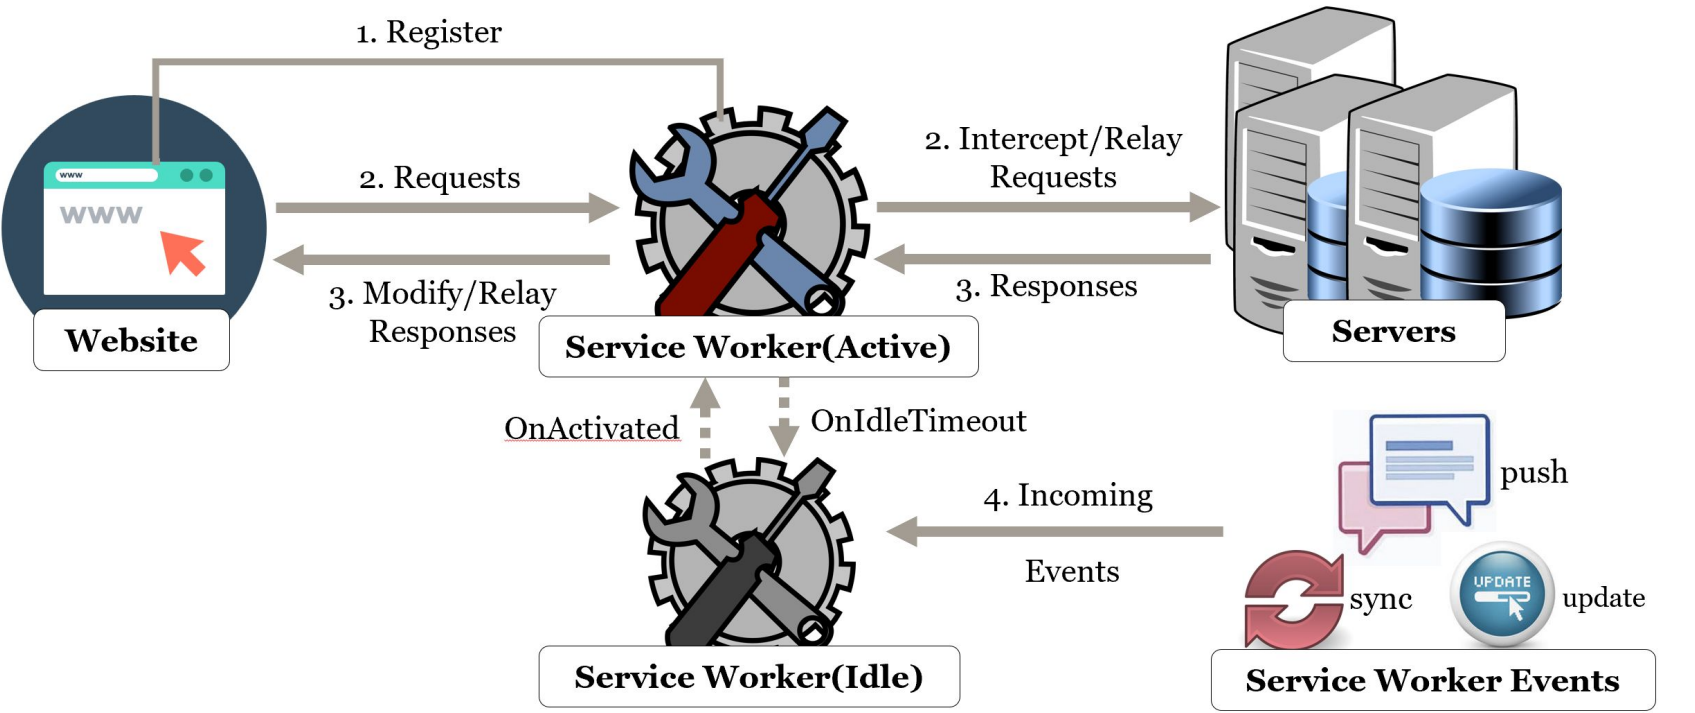 1. Register
2. Intercept/Relay
Requests
www
www
2. Requests
3. Modify/Relay
Responses
3. Responses
Website
Service Worker(Active)
Servers
OnActivated
OnIdleTimeout
push
4. Incoming
Events
sync
UPDATE
update
Service Worker(Idle)
Service Worker Events